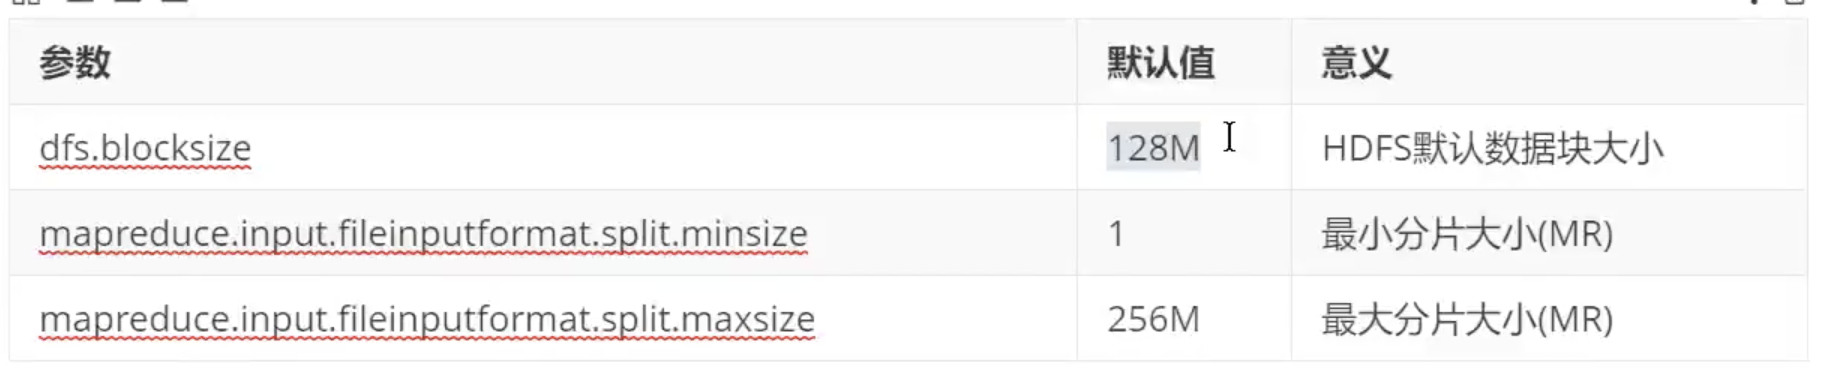 参数 默认值 意义
dfs.blocksize 128M HDFS默认数据块大小
mapreduce.input.fileinputformat.split.minsize 1 最小分片大小(MR)
mapreduce.input.fileinputformat.split.maxsize 256M 最大分片大小(MR)